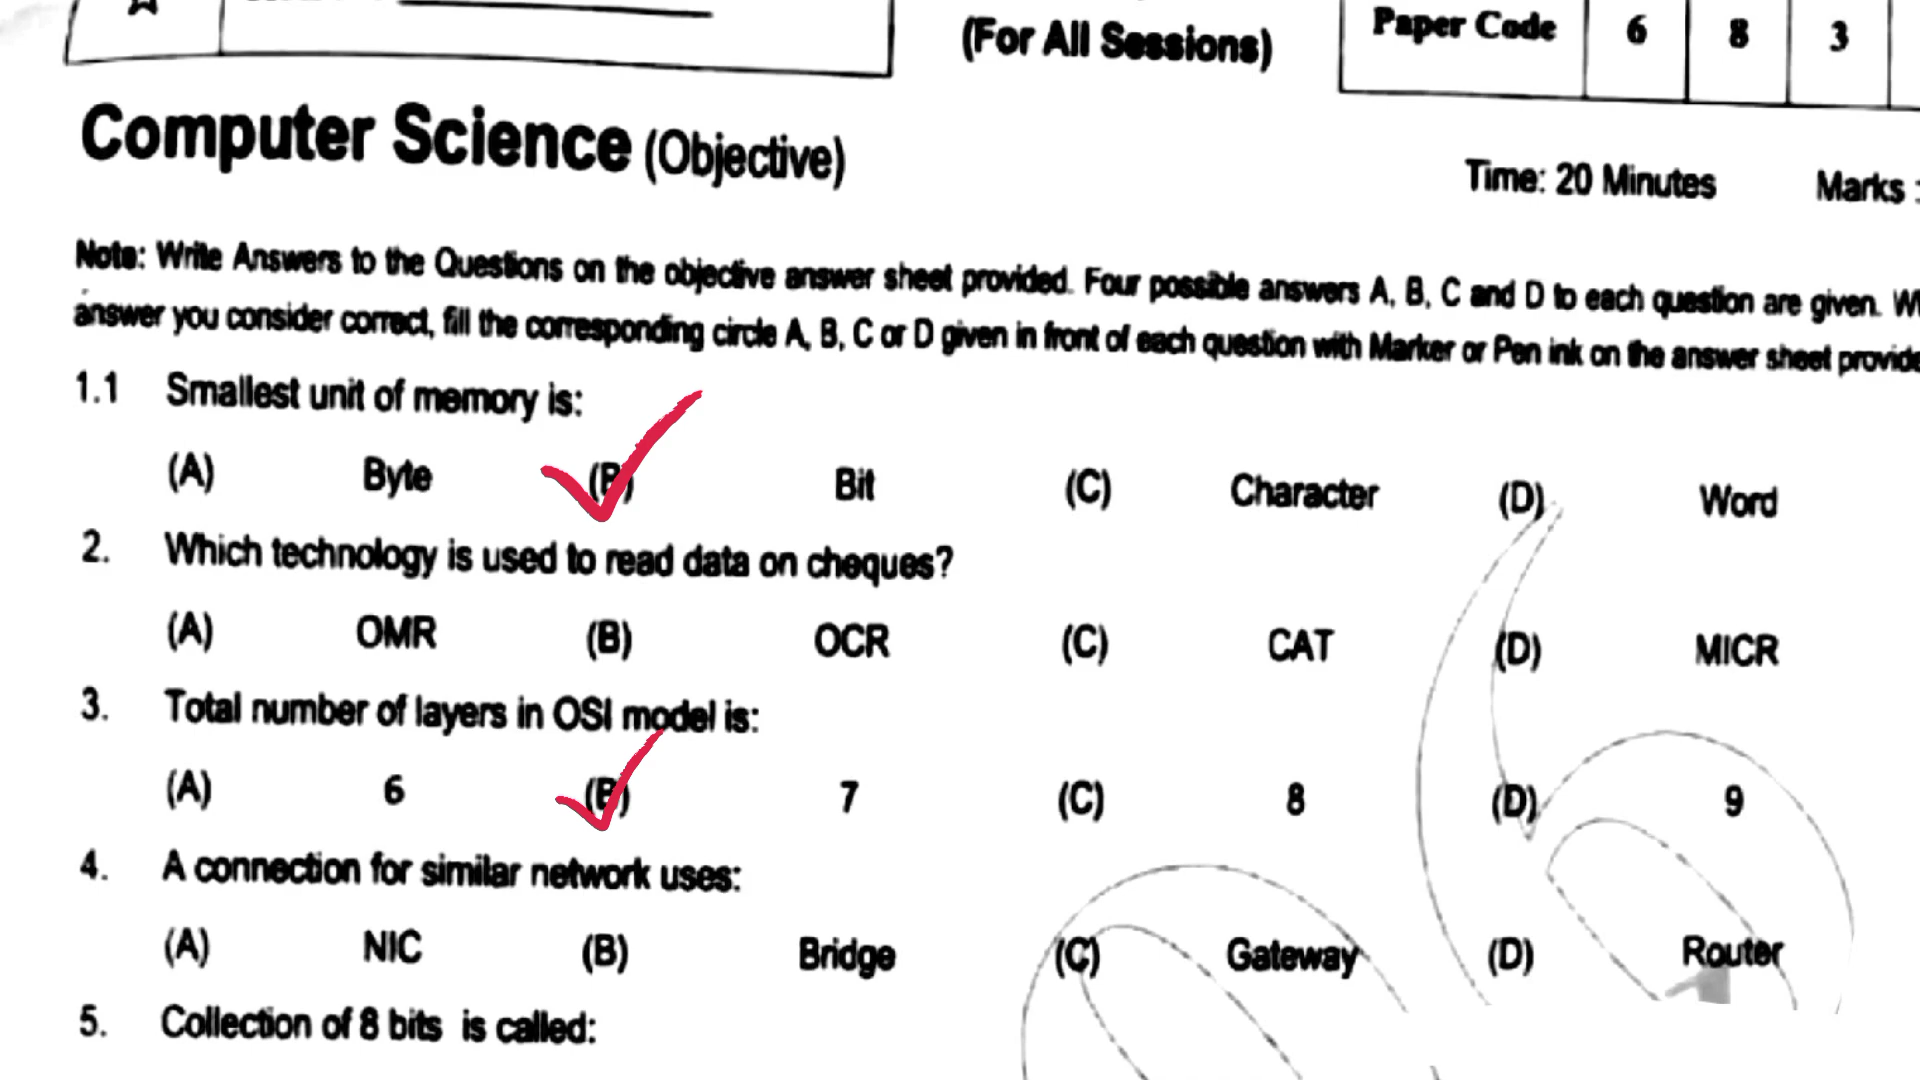 (For All Sessions)
Paper Code 6 8 3
Computer Science (Objective)
Time: 20 Minutes Marks :
Note: Write Answers to the Questions on the objective answer sheet provided. Four possible answers A, B, C and D to each question are given.
answer you consider correct, fill the corresponding circle A, B, C or D given in front of each question with Marker or Pen ink on the answer sheet
1.1 Smallest unit of memory is:
(A) Byte (B) Bit (C) Character (D) Word
2. Which technology is used to read data on cheques?
(A) OMR (B) OCR (C) CAT (D) MICR
3. Total number of layers in OSI model is:
(A) 6 (B) 7 (C) 8 (D) 9
4. A connection for similar network uses:
(A) NIC (B) Bridge (C) Gateway (D) Router
5. Collection of 8 bits is called: